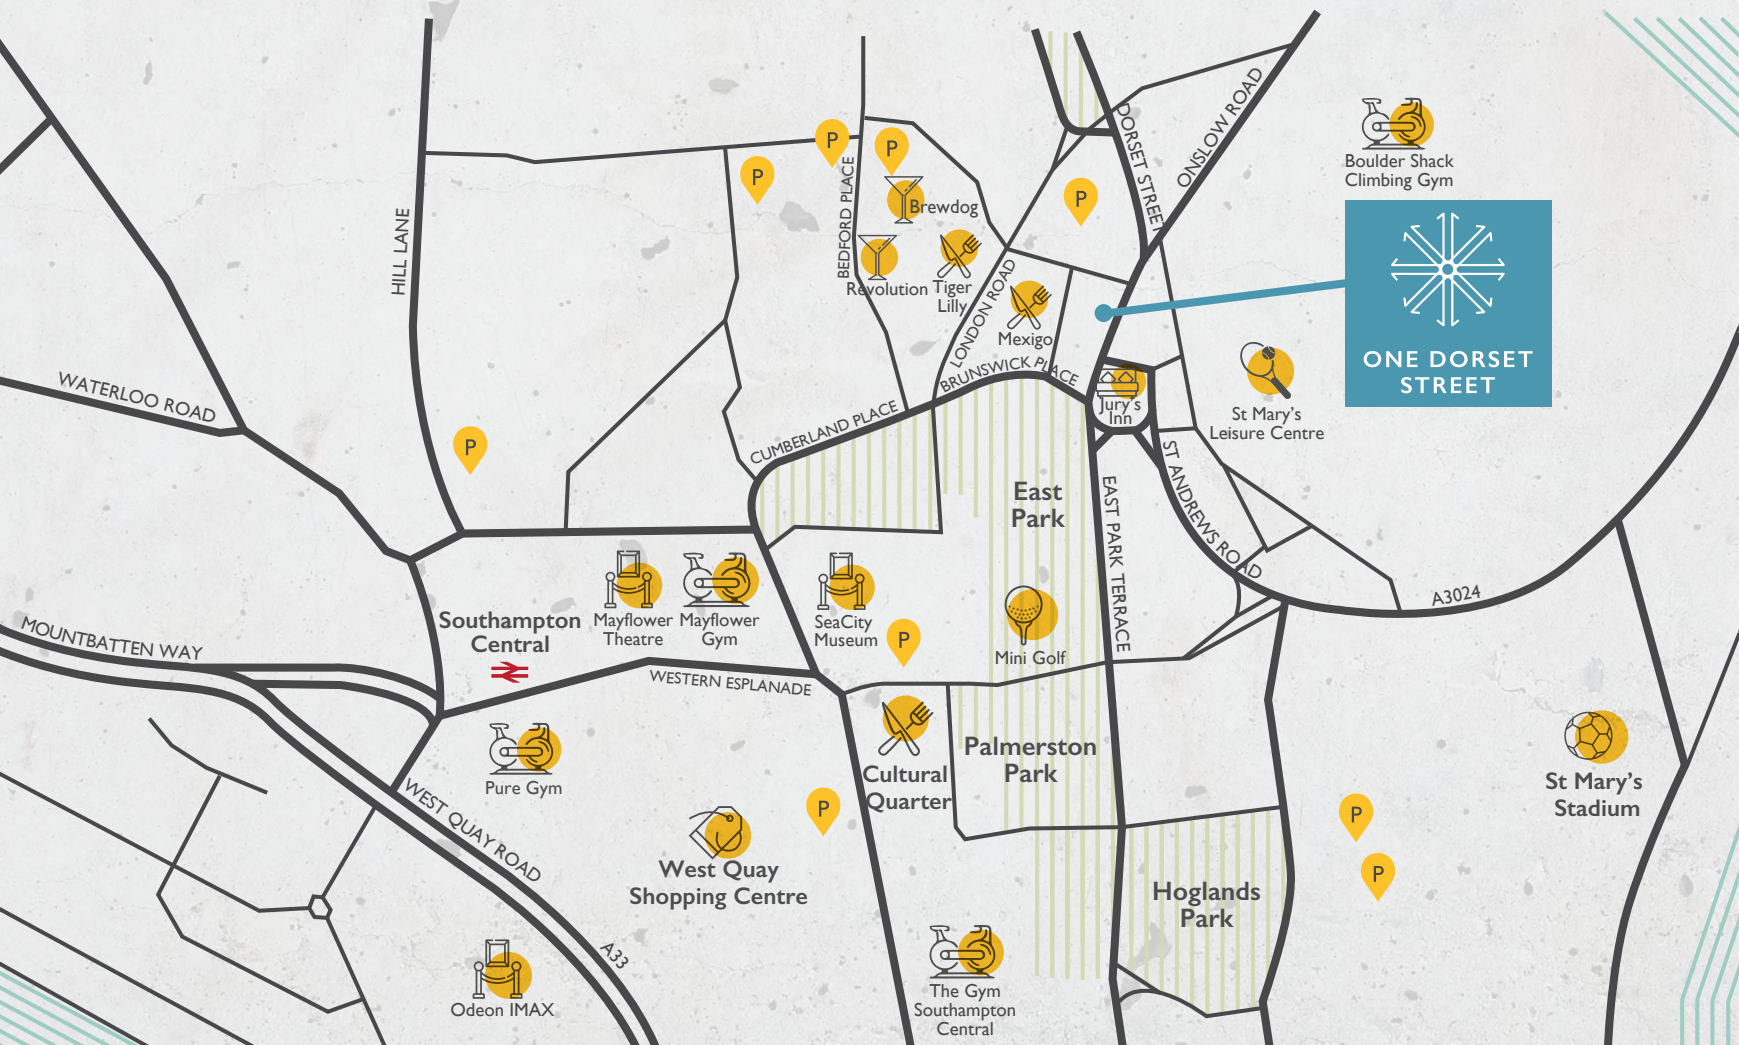 P
P
P
P
P
P
P
P
P
HILL LANE
BEDFORD PLACE
DORSET STREET
ONSLOW ROAD
Boulder Shack
Climbing Gym
Brewdog
Revolution
Tiger
Lilly
LONDON ROAD
Mexigo
BRUNSWICK PLACE
ONE DORSET
STREET
WATERLOO ROAD
CUMBERLAND PLACE
Jury's
Inn
St Mary's
Leisure Centre
East
Park
EAST PARK TERRACE
ST ANDREWS ROAD
A3024
MOUNTBATTEN WAY
Southampton
Central
Mayflower
Theatre
Mayflower
Gym
SeaCity
Museum
Mini Golf
WESTERN ESPLANADE
Pure Gym
Cultural
Quarter
Palmerston
Park
St Mary's
Stadium
WEST QUAY ROAD
West Quay
Shopping Centre
Hoglands
Park
A33
Odeon IMAX
The Gym
Southampton
Central